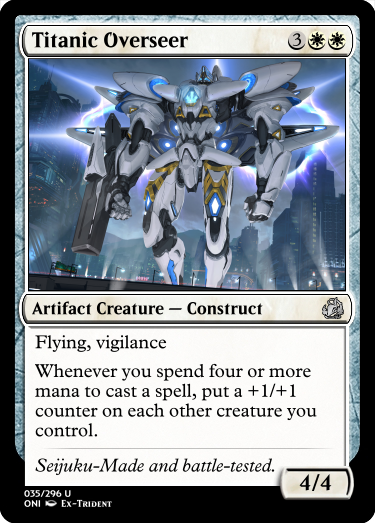 Titanic Overseer 3
Artifact Creature — Construct
Flying, vigilance
Whenever you spend four or more
mana to cast a spell, put a +1/+1
counter on each other creature you
control.
Seijuku-Made and battle-tested.
4/4
035/296 U
ONI Ex-Trident